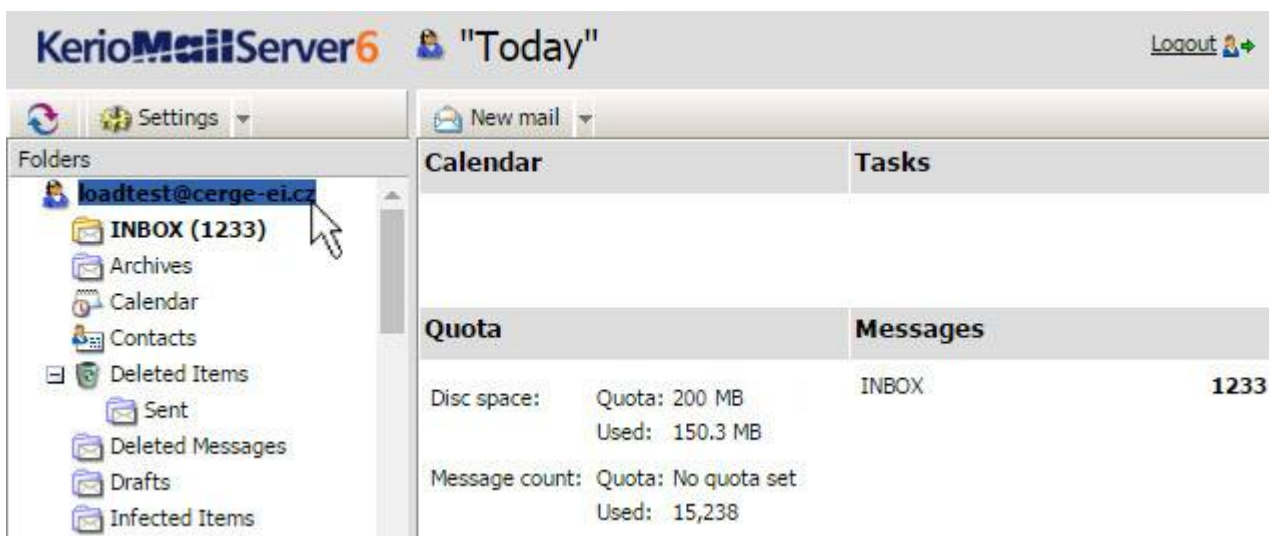 KerioMailServer6 "Today" Logout
Settings New mail
Folders
loadtest@cerge-ei.cz
INBOX (1233)
Archives
Calendar
Contacts
Deleted Items
Sent
Deleted Messages
Drafts
Infected Items
Calendar Tasks
Quota Messages
Disc space: Quota: 200 MB
Used: 150.3 MB
INBOX 1233
Message count: Quota: No quota set
Used: 15,238